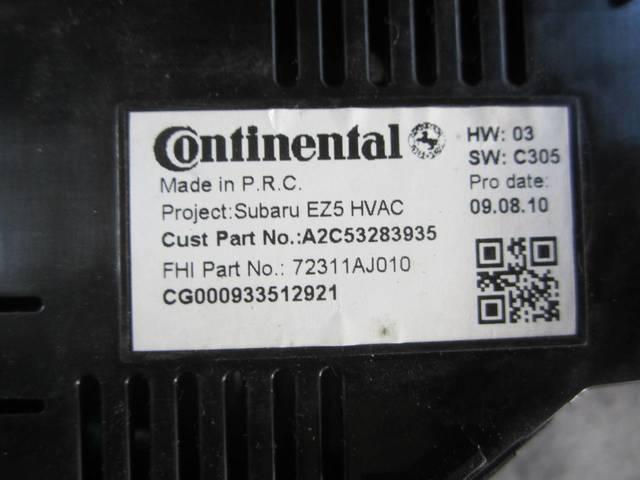 Continental
HW: 03
SW: C305
Made in P.R.C.
Pro date:
Project:Subaru EZ5 HVAC
09.08.10
Cust Part No.:A2C53283935
FHI Part No.: 72311AJ010
CG000933512921